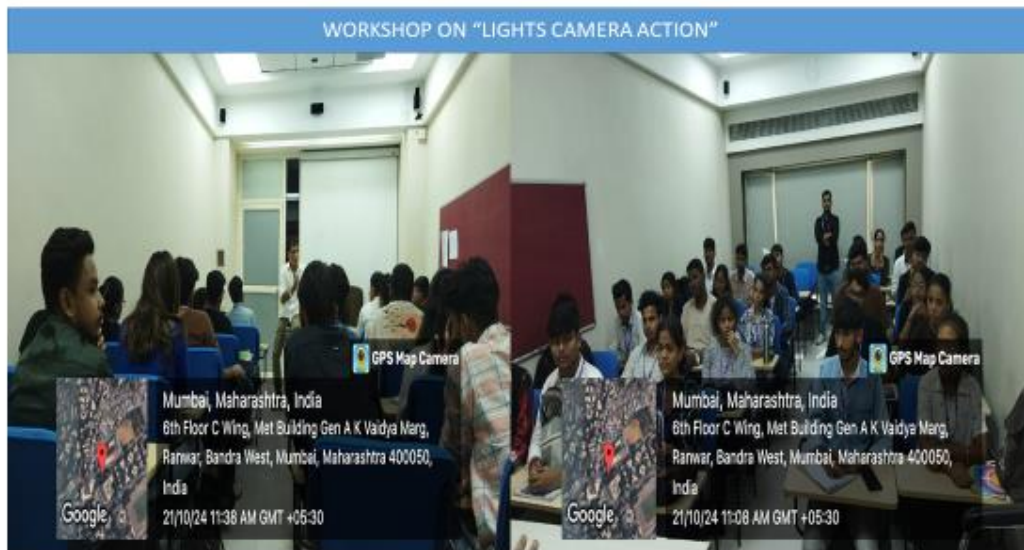 WORKSHOP ON “LIGHTS CAMERA ACTION”
GPS Map Camera
Mumbai, Maharashtra, India
6th Floor C Wing, Met Building Gen A K Vaidya Marg,
Ranwar, Bandra West, Mumbai, Maharashtra 400050,
India
21/10/24 11:38 AM GMT +05:30
Google
GPS Map Camera
Mumbai, Maharashtra, India
6th Floor C Wing, Met Building Gen A K Vaidya Marg,
Ranwar, Bandra West, Mumbai, Maharashtra 400050,
India
21/10/24 11:08 AM GMT +05:30
Google